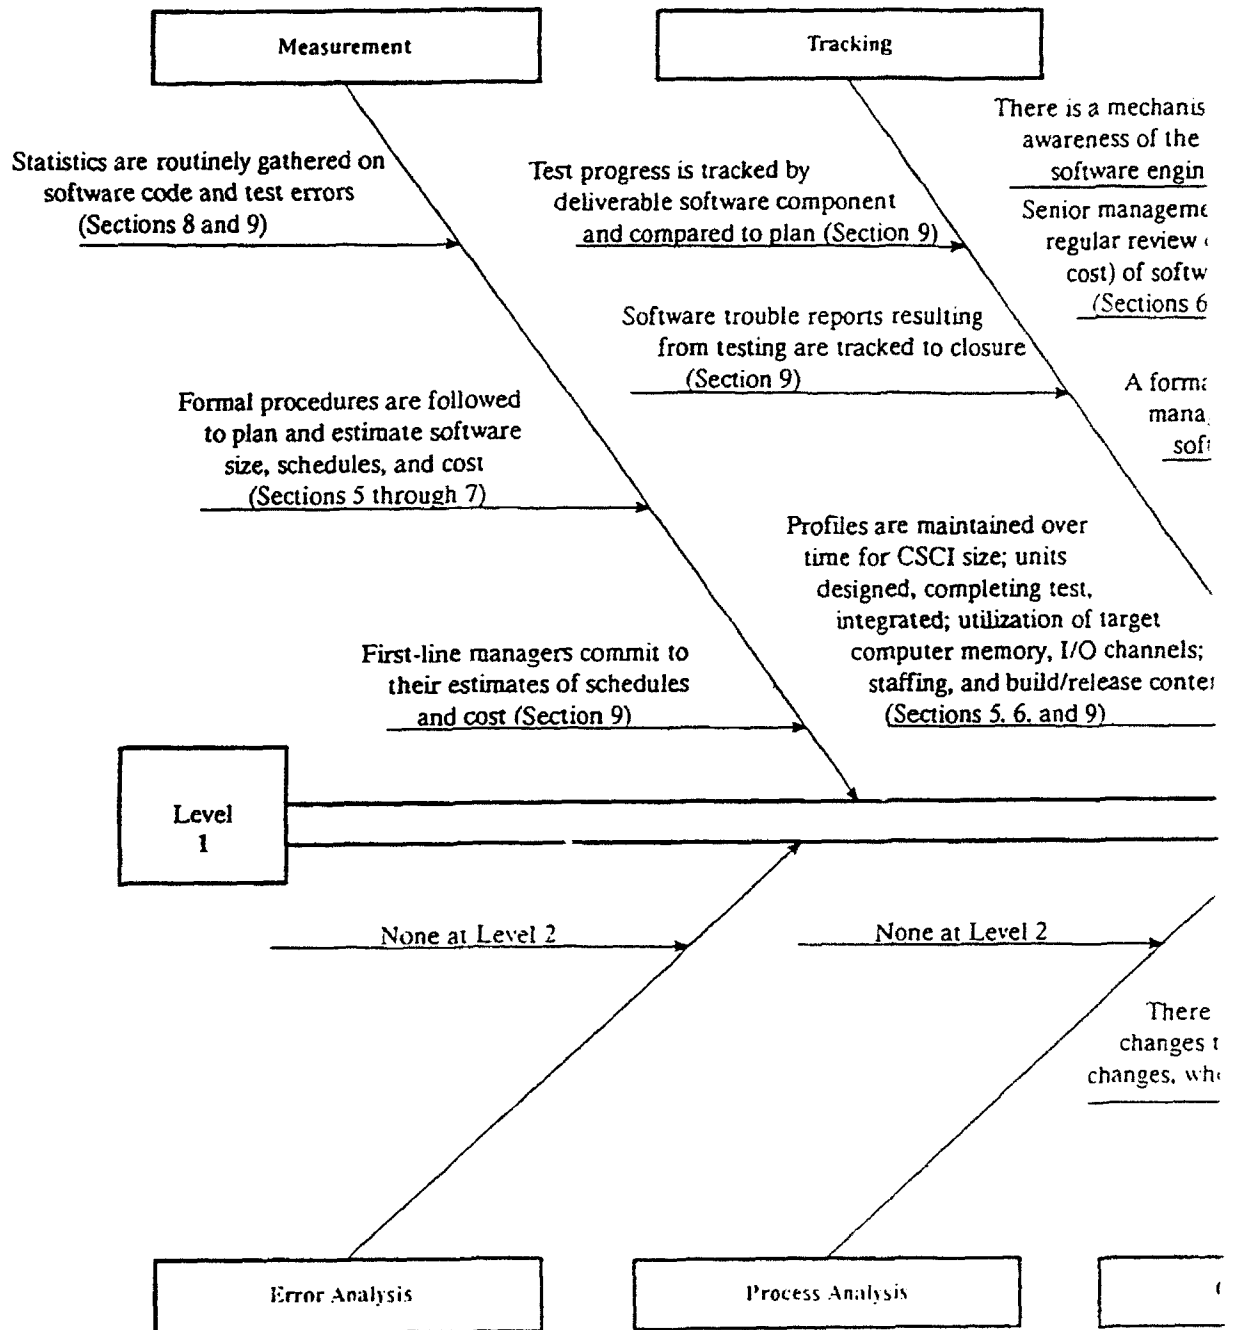 Measurement
Tracking
Statistics are routinely gathered on
software code and test errors
(Sections 8 and 9)
Test progress is tracked by
deliverable software component
and compared to plan (Section 9)
There is a mechanis
awareness of the
software engin
Senior manageme
regular review
cost) of softw
(Sections 6
Software trouble reports resulting
from testing are tracked to closure
(Section 9)
A forma
mana
soft
Formal procedures are followed
to plan and estimate software
size, schedules, and cost
(Sections 5 through 7)
Profiles are maintained over
time for CSCI size; units
designed, completing test,
integrated; utilization of target
computer memory, I/O channels;
staffing, and build/release conte
(Sections 5, 6, and 9)
First-line managers commit to
their estimates of schedules
and cost (Section 9)
Level
1
None at Level 2
None at Level 2
There
changes t
changes, whe
Error Analysis
Process Analysis